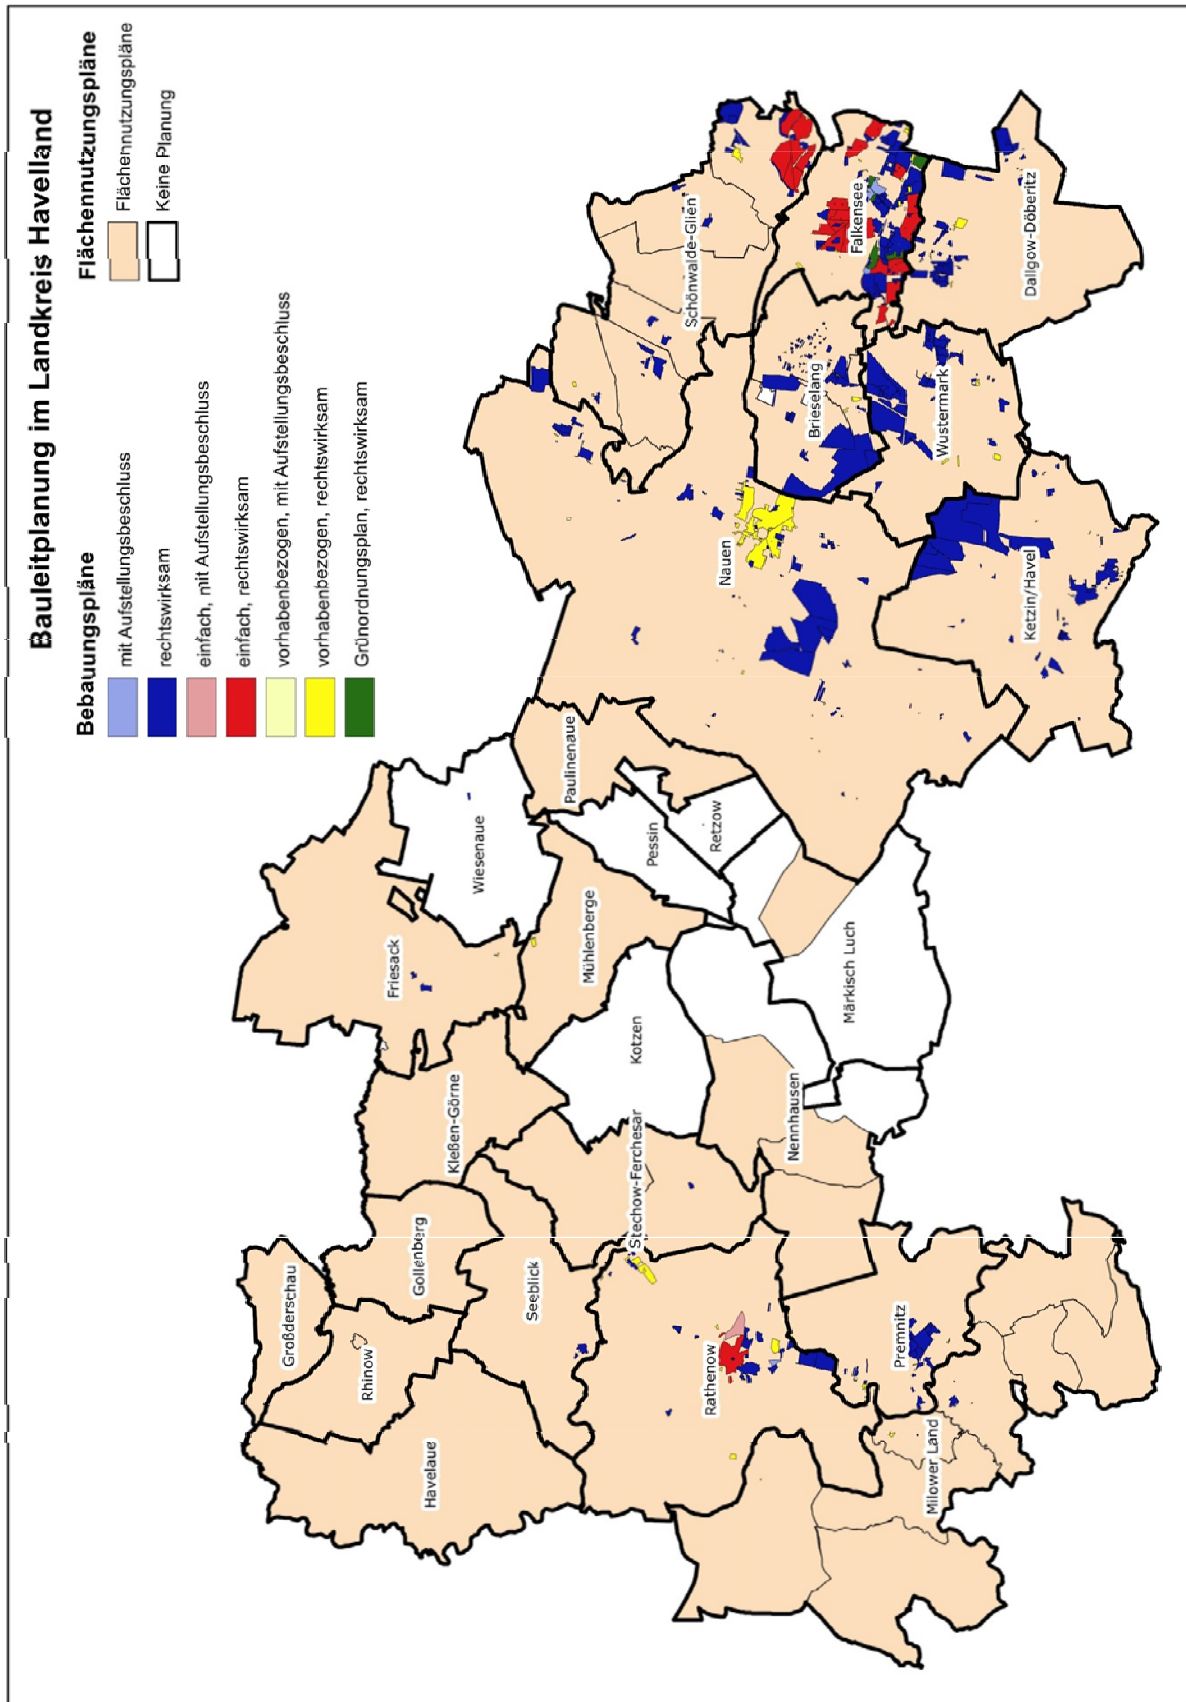 Bauleitplanung im Landkreis Havelland
Bebauungspläne
mit Aufstellungsbeschluss
rechtswirksam
einfach, mit Aufstellungsbeschluss
einfach, rechtswirksam
vorhabenbezogen, mit Aufstellungsbeschluss
vorhabenbezogen, rechtswirksam
Grünordnungsplan, rechtswirksam
Flächennutzungspläne
Flächennutzungspläne
Keine Planung
Großderschau
Rhinow
Havelaue
Gollenberg
Seeblick
Kleßen-Görne
Friesack
Wiesenaue
Paulinenaue
Mühlenberge
Pessin
Retzow
Kotzen
Stechow-Ferchesar
Nennhausen
Märkisch Luch
Rathenow
Premnitz
Milower Land
Nauen
Ketzin/Havel
Brieselang
Wustermark
Schönwalde-Glien
Falkensee
Dallgow-Döberitz